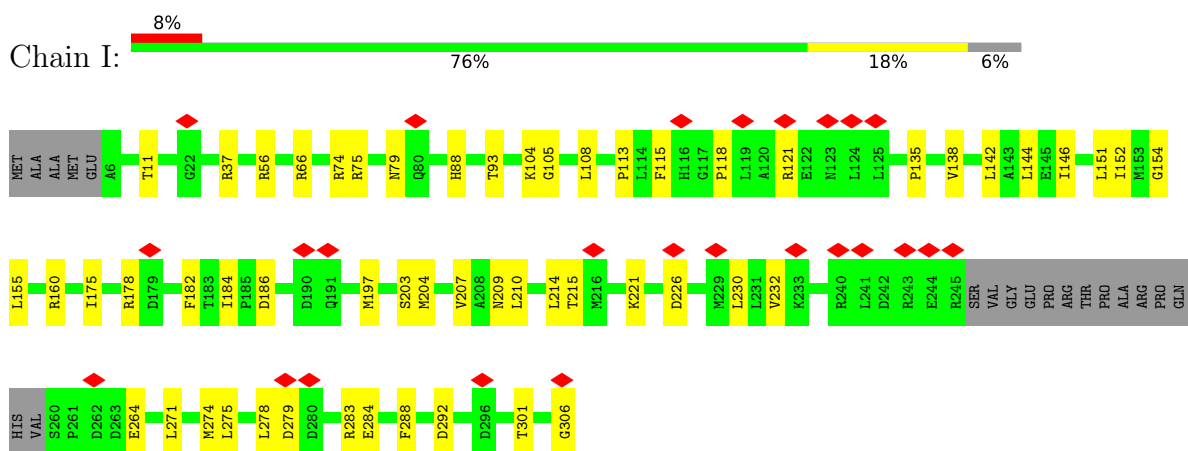 8%
Chain I:
76% 18% 6%
MET ALA ALA MET GLU A6 T11 G22 R37 R56 R66 R74 R75 N79 Q80 H88 T93 K104 G105 L108 P113 L114 F115 H116 G117 P118 L119 A120 R121 E122 N123 L124 L125 P135 V138 L142 A143 L144 E145 I146 L151 I152 M153 G154
L155 R160 I175 R178 D179 F182 T183 I184 P185 D186 D190 Q191 M197 S203 M204 V207 A208 N209 L210 L214 T215 M216 K221 D226 M229 L230 L231 V232 K233 R240 L241 D242 R243 E244 R245 SER VAL GLY GLU PRO ARG THR PRO ALA ARG PRO GLN
HIS VAL S260 P261 D262 D263 E264 L271 M274 L275 L278 D279 D280 R283 E284 F288 D292 D296 T301 G306